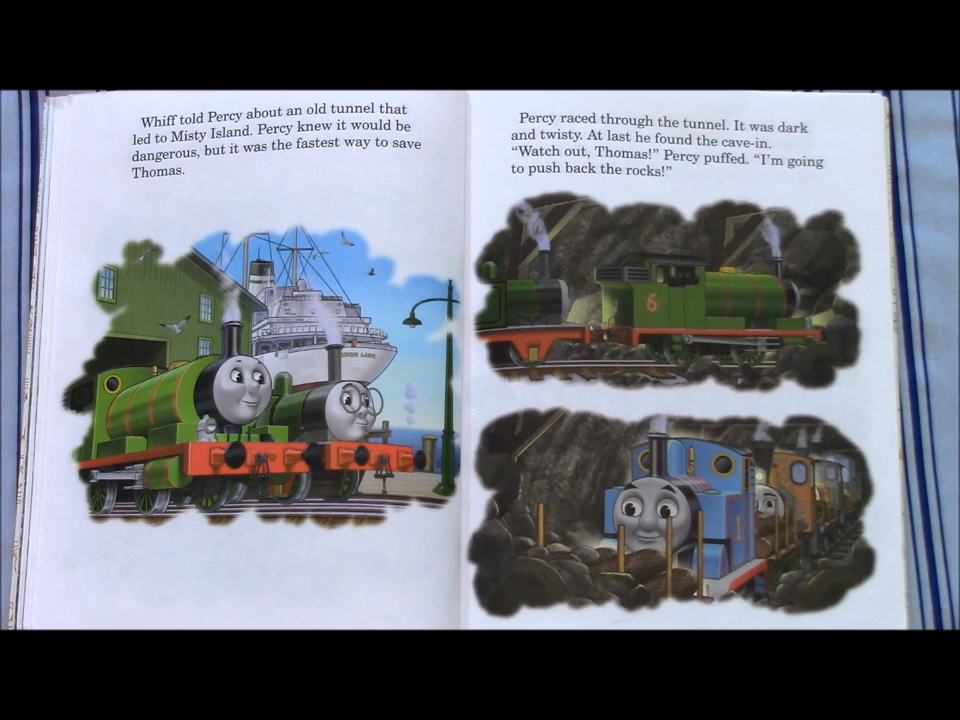 Whiff told Percy about an old tunnel that
led to Misty Island. Percy knew it would be
dangerous, but it was the fastest way to save
Thomas.
Percy raced through the tunnel. It was dark
and twisty. At last he found the cave-in.
“Watch out, Thomas!” Percy puffed. “I’m going
to push back the rocks!”
LINE
6